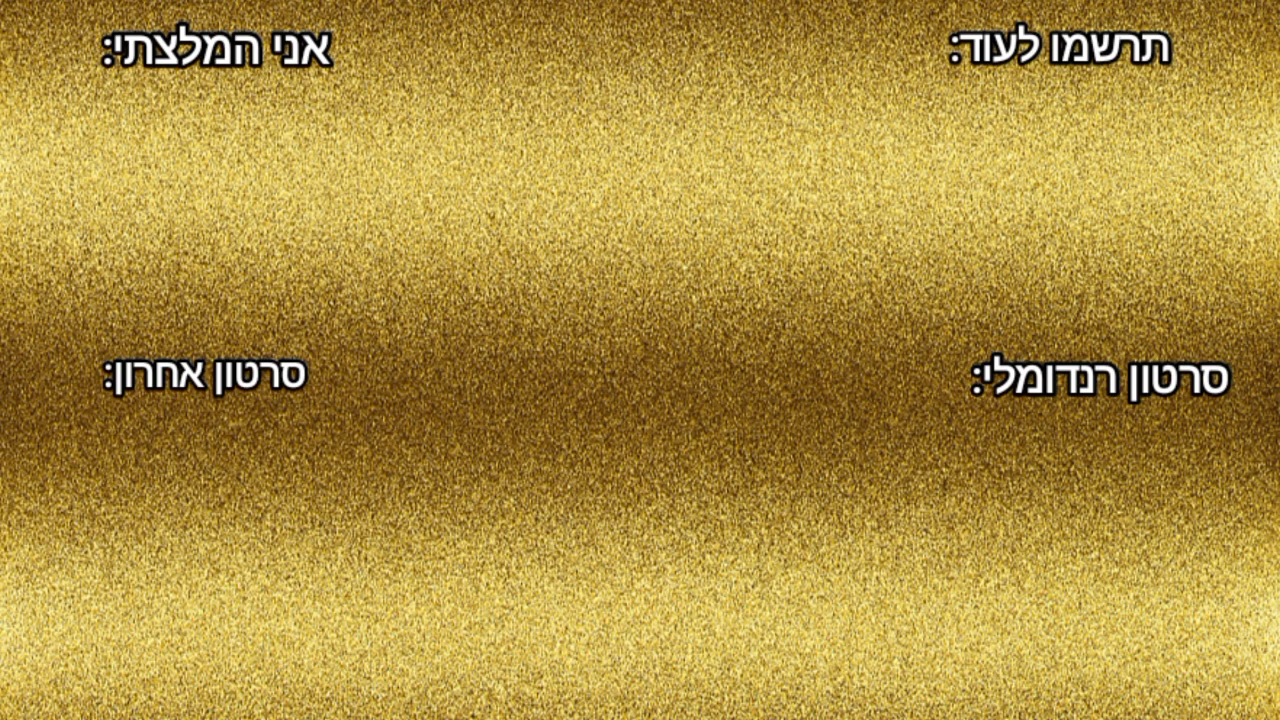 תרשמו לעוד:
אני המלצתי:
סרטון רנדומלי:
סרטון אחרון: